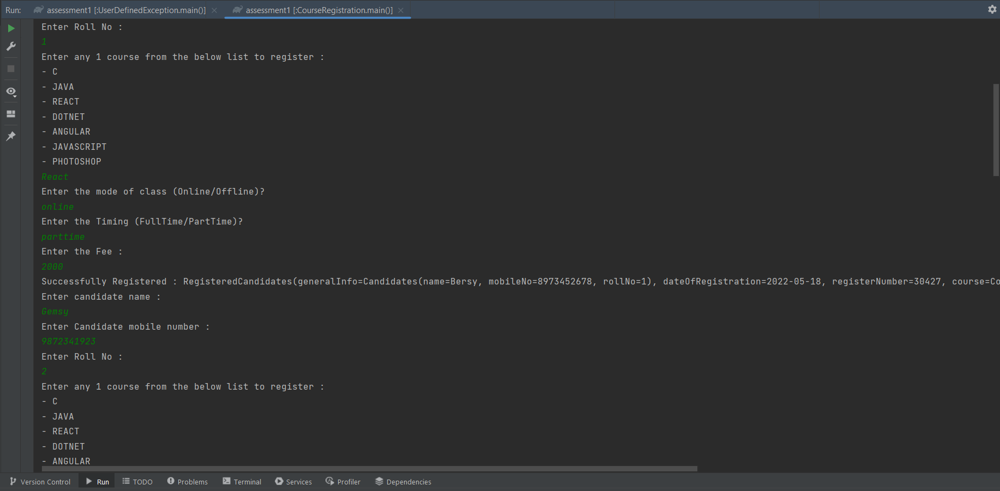 Run: assessment1 [:UserDefinedException.main()] assessment1 [:CourseRegistration.main()]
Enter Roll No :
1
Enter any 1 course from the below list to register :
- C
- JAVA
- REACT
- DOTNET
- ANGULAR
- JAVASCRIPT
- PHOTOSHOP
React
Enter the mode of class (Online/Offline)?
online
Enter the Timing (FullTime/PartTime)?
parttime
Enter the Fee :
2000
Successfully Registered : RegisteredCandidates(generalInfo=Candidates(name=Bersy, mobileNo=8973452678, rollNo=1), dateOfRegistration=2022-05-18, registerNumber=30427, course=Co
Enter candidate name :
Gemsy
Enter Candidate mobile number :
9872341923
Enter Roll No :
2
Enter any 1 course from the below list to register :
- C
- JAVA
- REACT
- DOTNET
- ANGULAR
Version Control Run TODO Problems Terminal Services Profiler Dependencies